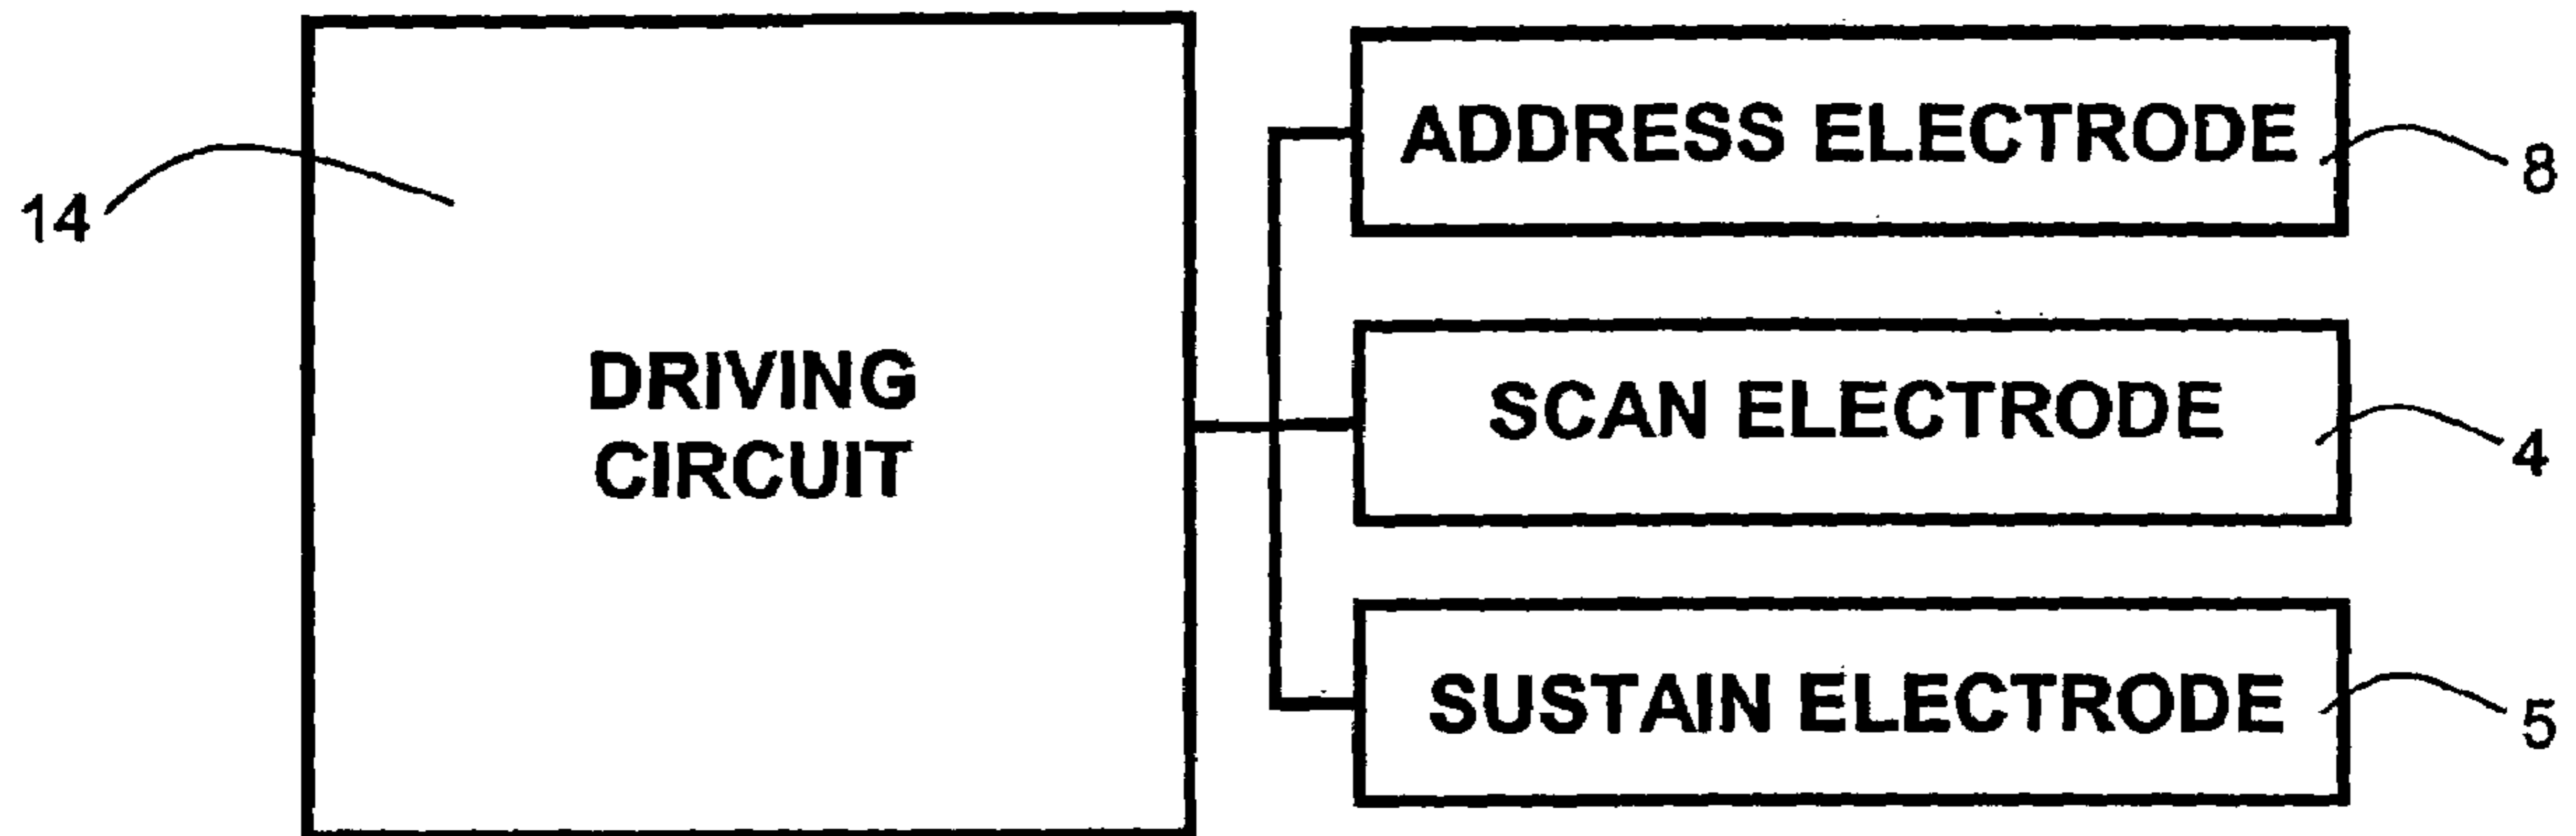 14
DRIVING
CIRCUIT
ADDRESS ELECTRODE
8
SCAN ELECTRODE
4
SUSTAIN ELECTRODE
5